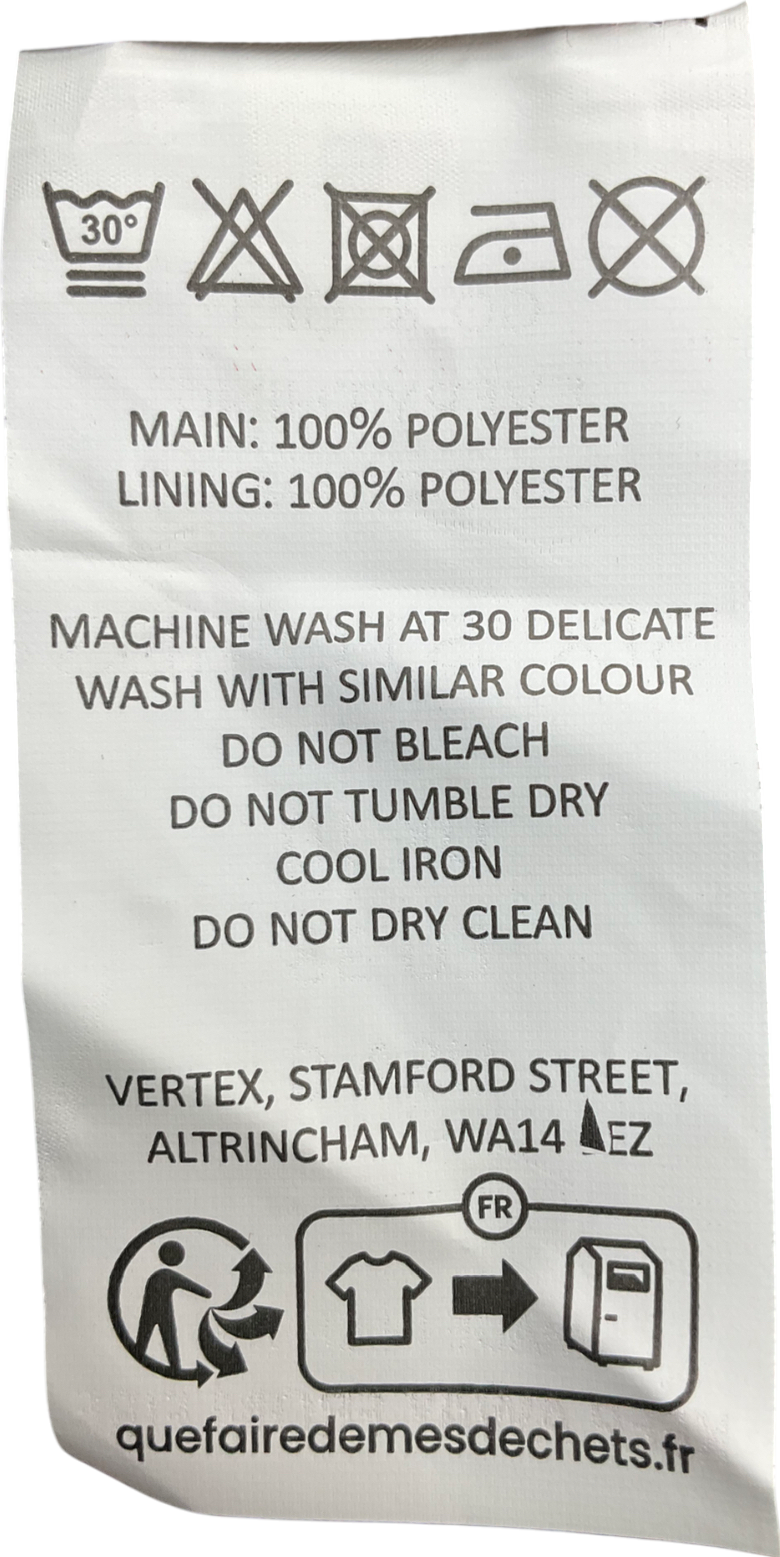 30°
MAIN: 100% POLYESTER
LINING: 100% POLYESTER
MACHINE WASH AT 30 DELICATE
WASH WITH SIMILAR COLOUR
DO NOT BLEACH
DO NOT TUMBLE DRY
COOL IRON
DO NOT DRY CLEAN
VERTEX, STAMFORD STREET,
ALTRINCHAM, WA14
FR
quefairedemesdechets.fr